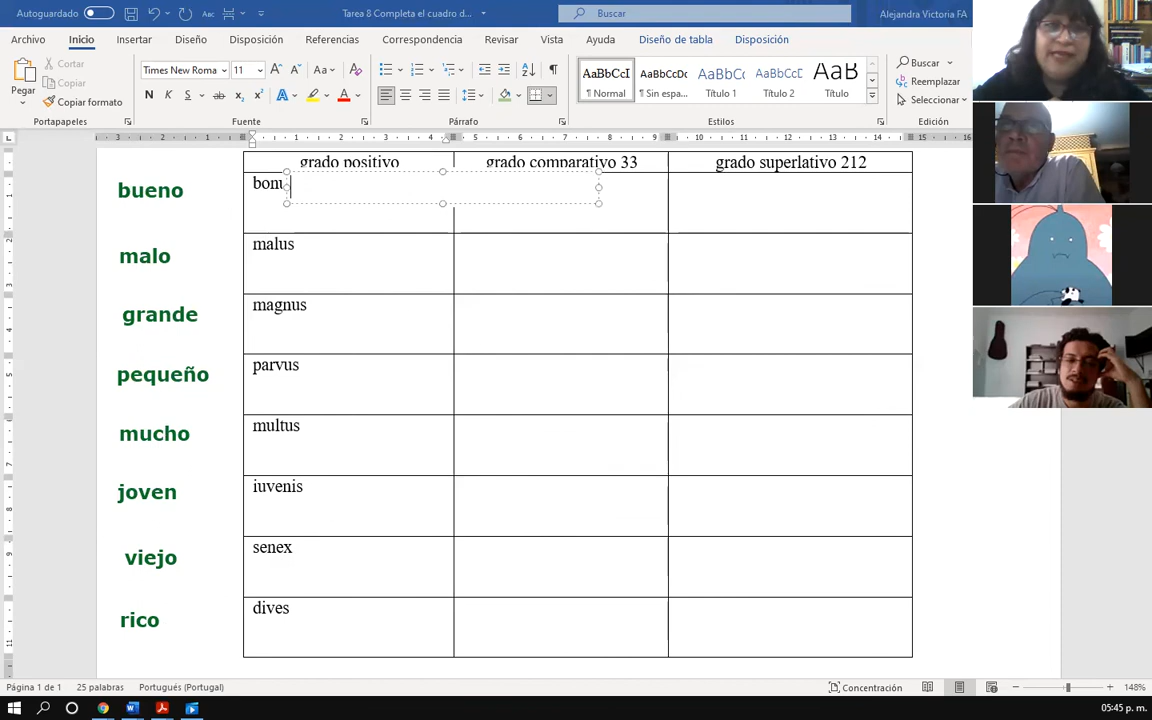 Autoguardado
Tarea 8 Completa el cuadro d...
Buscar
Alejandra Victoria FA
Archivo
Inicio
Insertar
Diseño
Disposición
Referencias
Correspondencia
Revisar
Vista
Ayuda
Diseño de tabla
Disposición
Pegar
Cortar
Copiar
Copiar formato
Portapapeles
Times New Roma
11
Fuente
Párrafo
AaBbCcI
¶ Normal
AaBbCcDc
¶ Sin espa...
AaBbCc
Título 1
AaBbCcD
Título 2
AaB
Título
Estilos
Buscar
Reemplazar
Seleccionar
Edición
grado positivo grado comparativo 33 grado superlativo 212
bueno bonu
malo malus
grande magnus
pequeño parvus
mucho multus
joven iuvenis
viejo senex
rico dives
Página 1 de 1 25 palabras Portugués (Portugal) Concentración 148%
05:45 p. m.